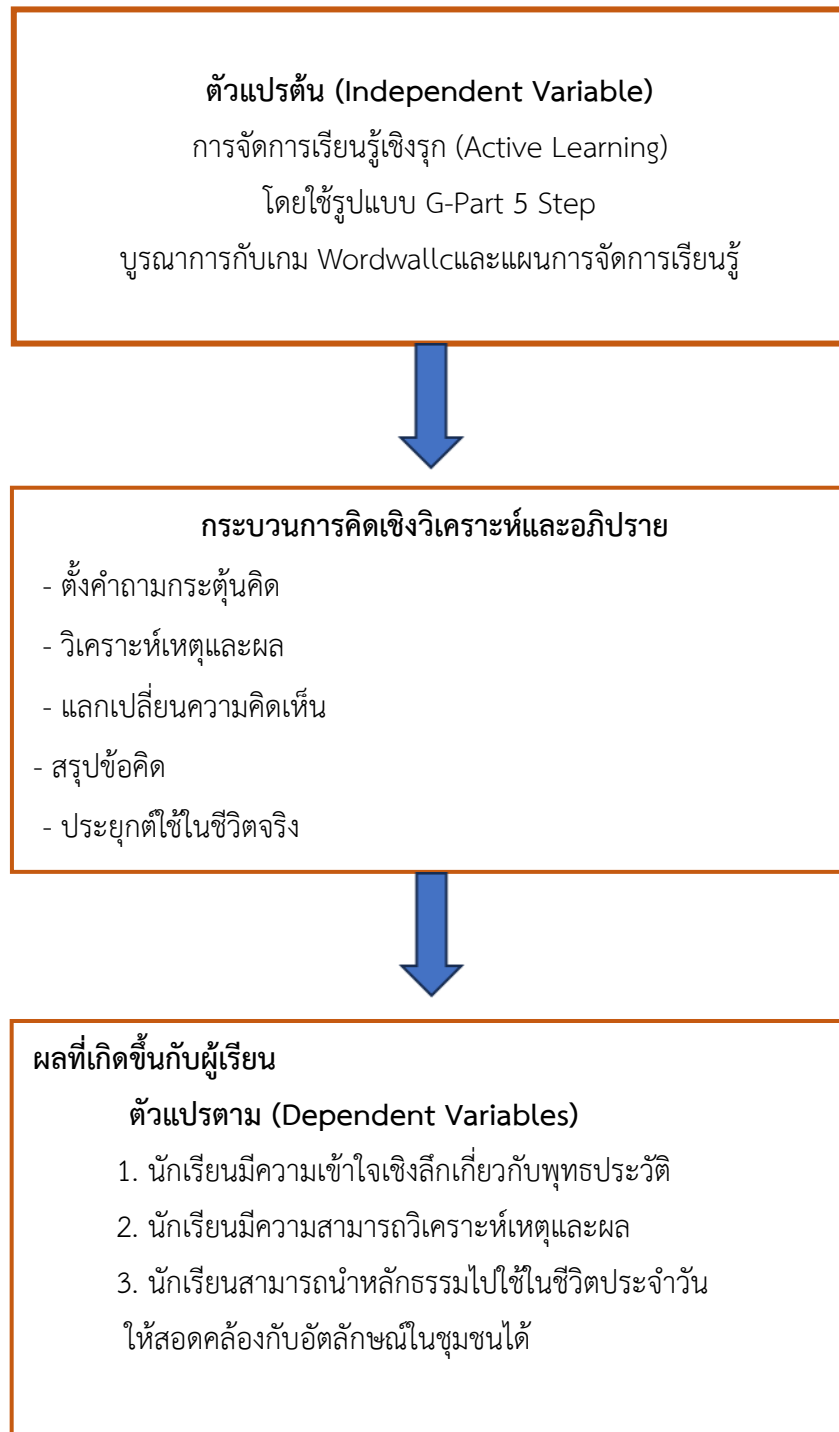 ตัวแปรต้น (Independent Variable)
การจัดการเรียนรู้เชิงรุก (Active Learning)
โดยใช้รูปแบบ G-Part 5 Step
บูรณาการกับเกม Wordwallcและแผนการจัดการเรียนรู้
กระบวนการคิดเชิงวิเคราะห์และอภิปราย
- ตั้งคำถามกระตุ้นคิด
- วิเคราะห์เหตุและผล
- แลกเปลี่ยนความคิดเห็น
- สรุปข้อคิด
- ประยุกต์ใช้ในชีวิตจริง
ผลที่เกิดขึ้นกับผู้เรียน
ตัวแปรตาม (Dependent Variables)
1. นักเรียนมีความเข้าใจเชิงลึกเกี่ยวกับพุทธประวัติ
2. นักเรียนมีความสามารถวิเคราะห์เหตุและผล
3. นักเรียนสามารถนำหลักธรรมไปใช้ในชีวิตประจำวัน
ให้สอดคล้องกับอัตลักษณ์ในชุมชนได้